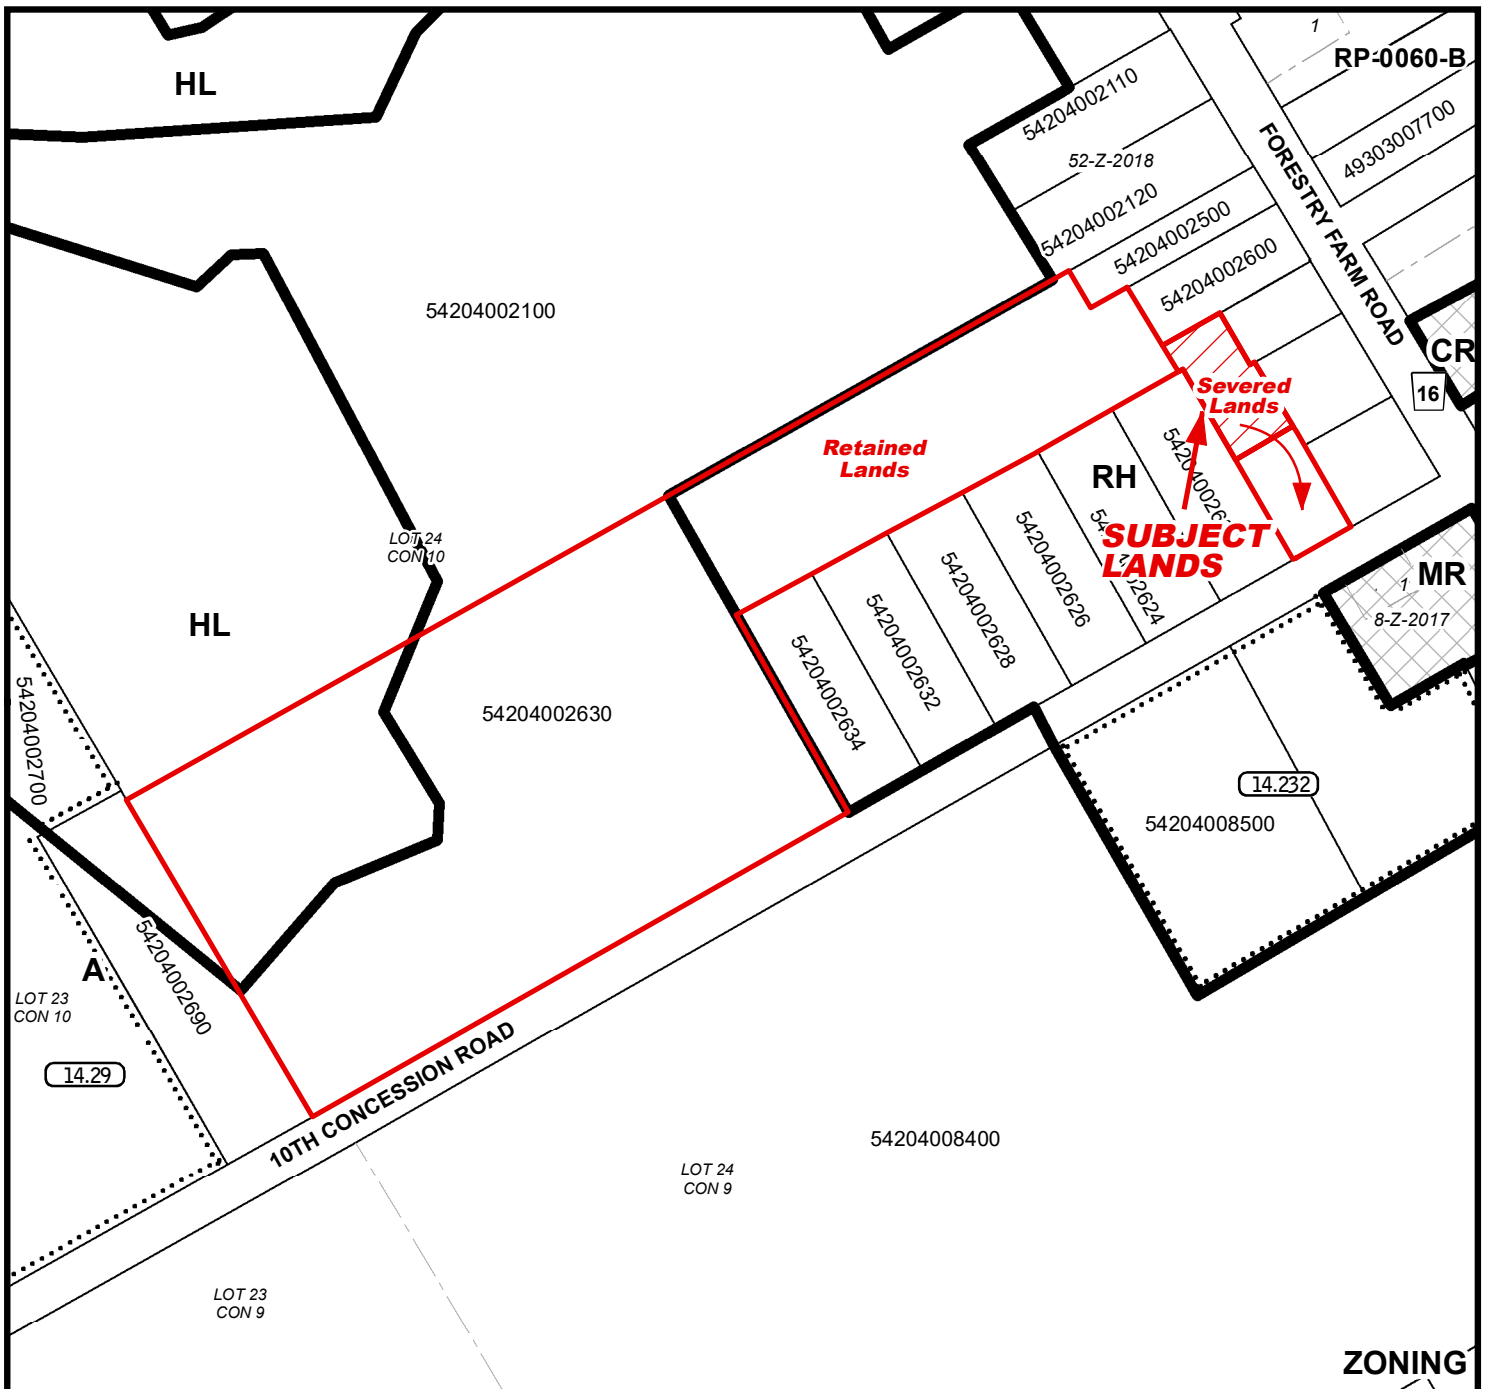 1
RP-0060-B
HL
54204002110
49303007700
52-Z-2018
FORESTRY FARM ROAD
54204002120
54204002500
54204002600
54204002100
CR
16
Severed
Lands
Retained
Lands
RH
SUBJECT
LANDS
LOT 24
CON 10
MR
1
8-Z-2017
HL
54204002624
54204002626
54204002628
54204002632
54204002634
54204002630
54204002700
14.232
54204008500
A
54204002690
LOT 23
CON 10
14.29
10TH CONCESSION ROAD
54204008400
LOT 24
CON 9
LOT 23
CON 9
ZONING